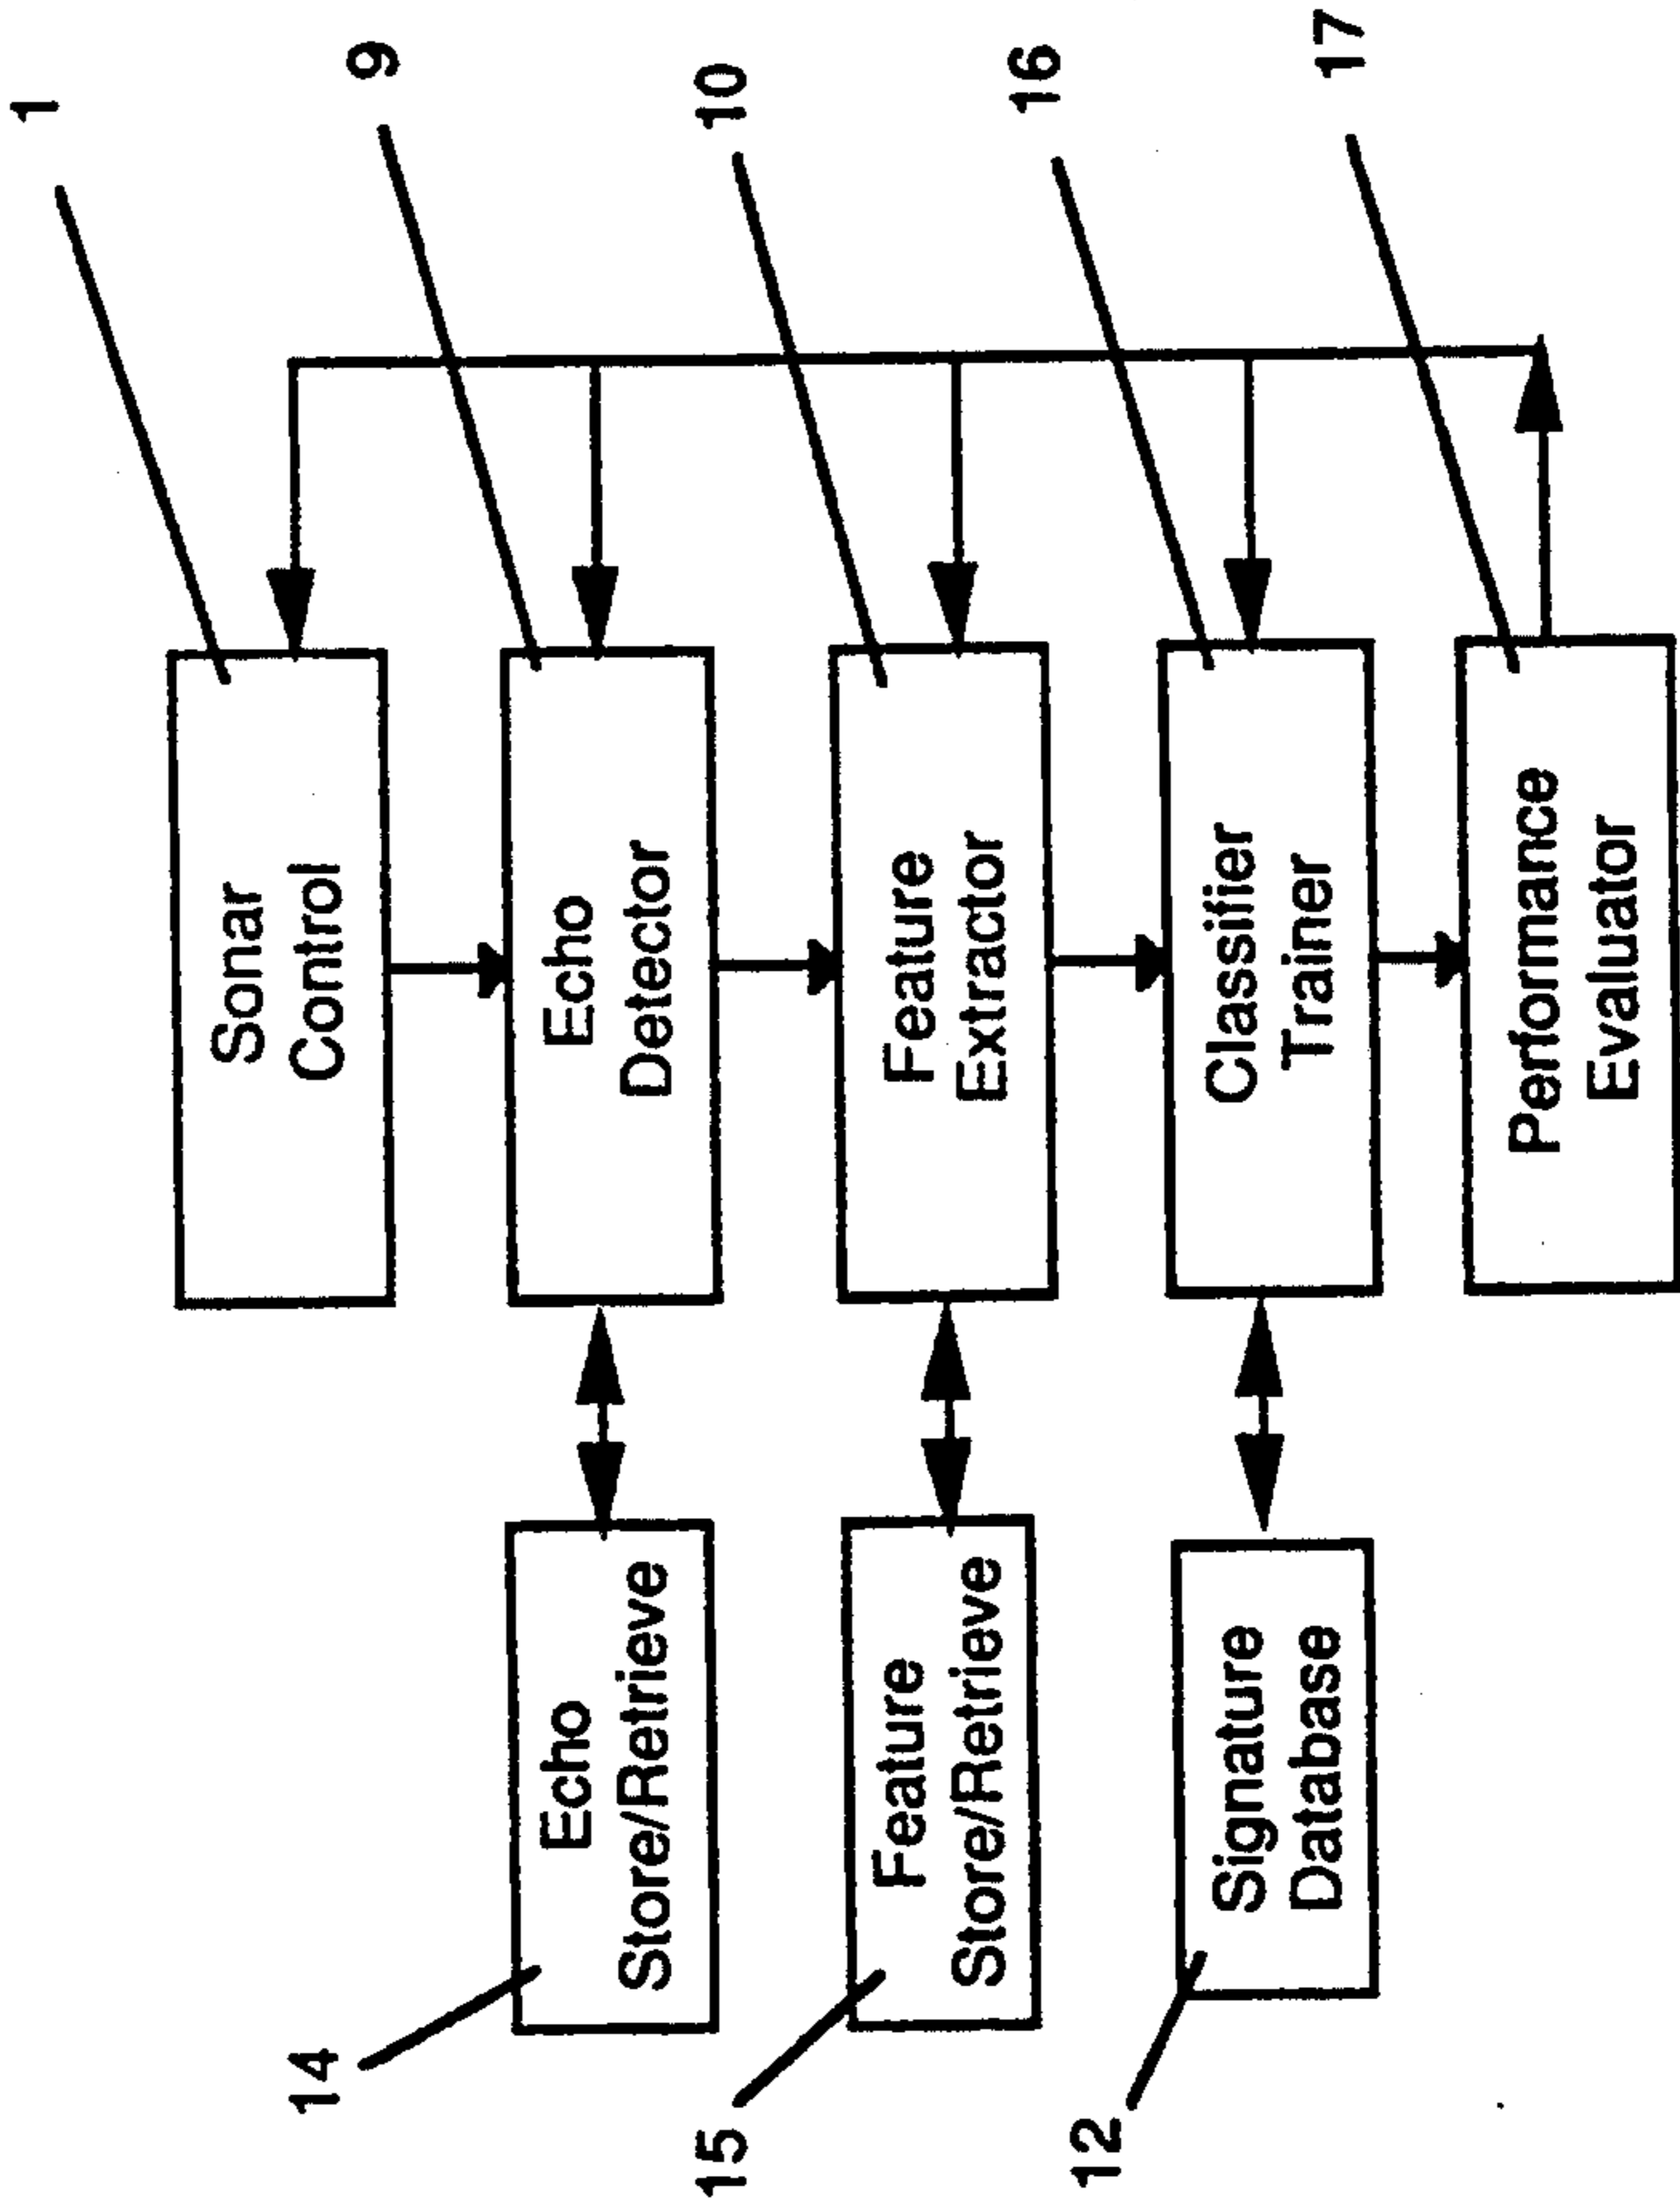 1
9
10
16
17
Sonar
Control
Echo
Detector
Feature
Extractor
Classifier
Trainer
Performance
Evaluator
Echo
Store/Retrieve
Feature
Store/Retrieve
Signature
Database
14
15
12